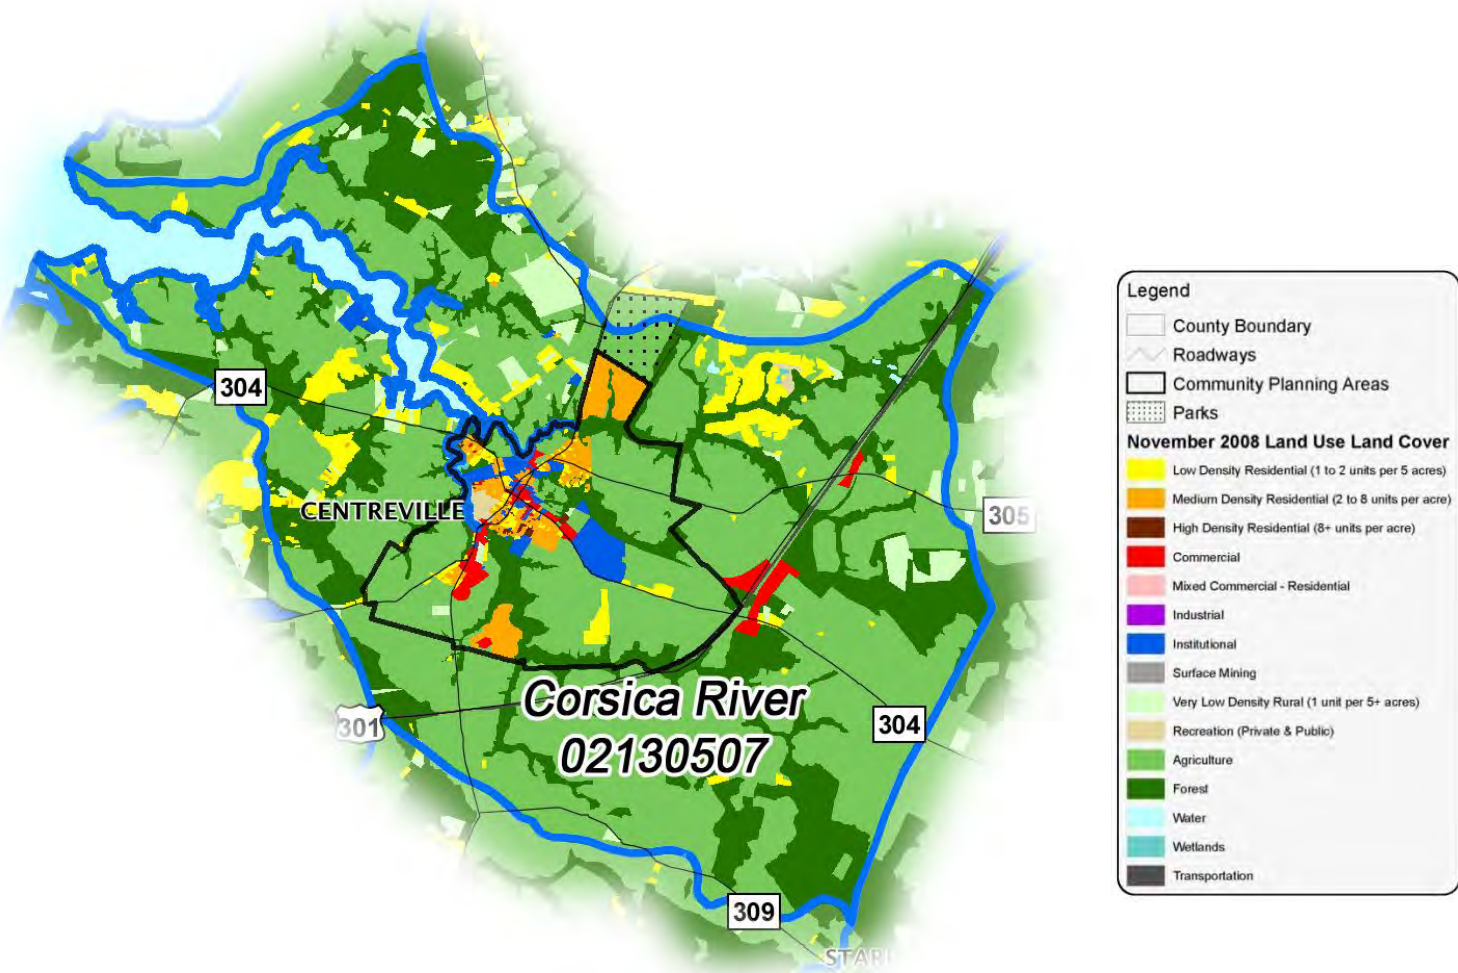 304
CENTREVILLE
305
Corsica River
02130507
301
304
309
Legend
County Boundary
Roadways
Community Planning Areas
Parks
November 2008 Land Use Land Cover
Low Density Residential (1 to 2 units per 5 acres)
Medium Density Residential (2 to 8 units per acre)
High Density Residential (8+ units per acre)
Commercial
Mixed Commercial - Residential
Industrial
Institutional
Surface Mining
Very Low Density Rural (1 unit per 5+ acres)
Recreation (Private & Public)
Agriculture
Forest
Water
Wetlands
Transportation